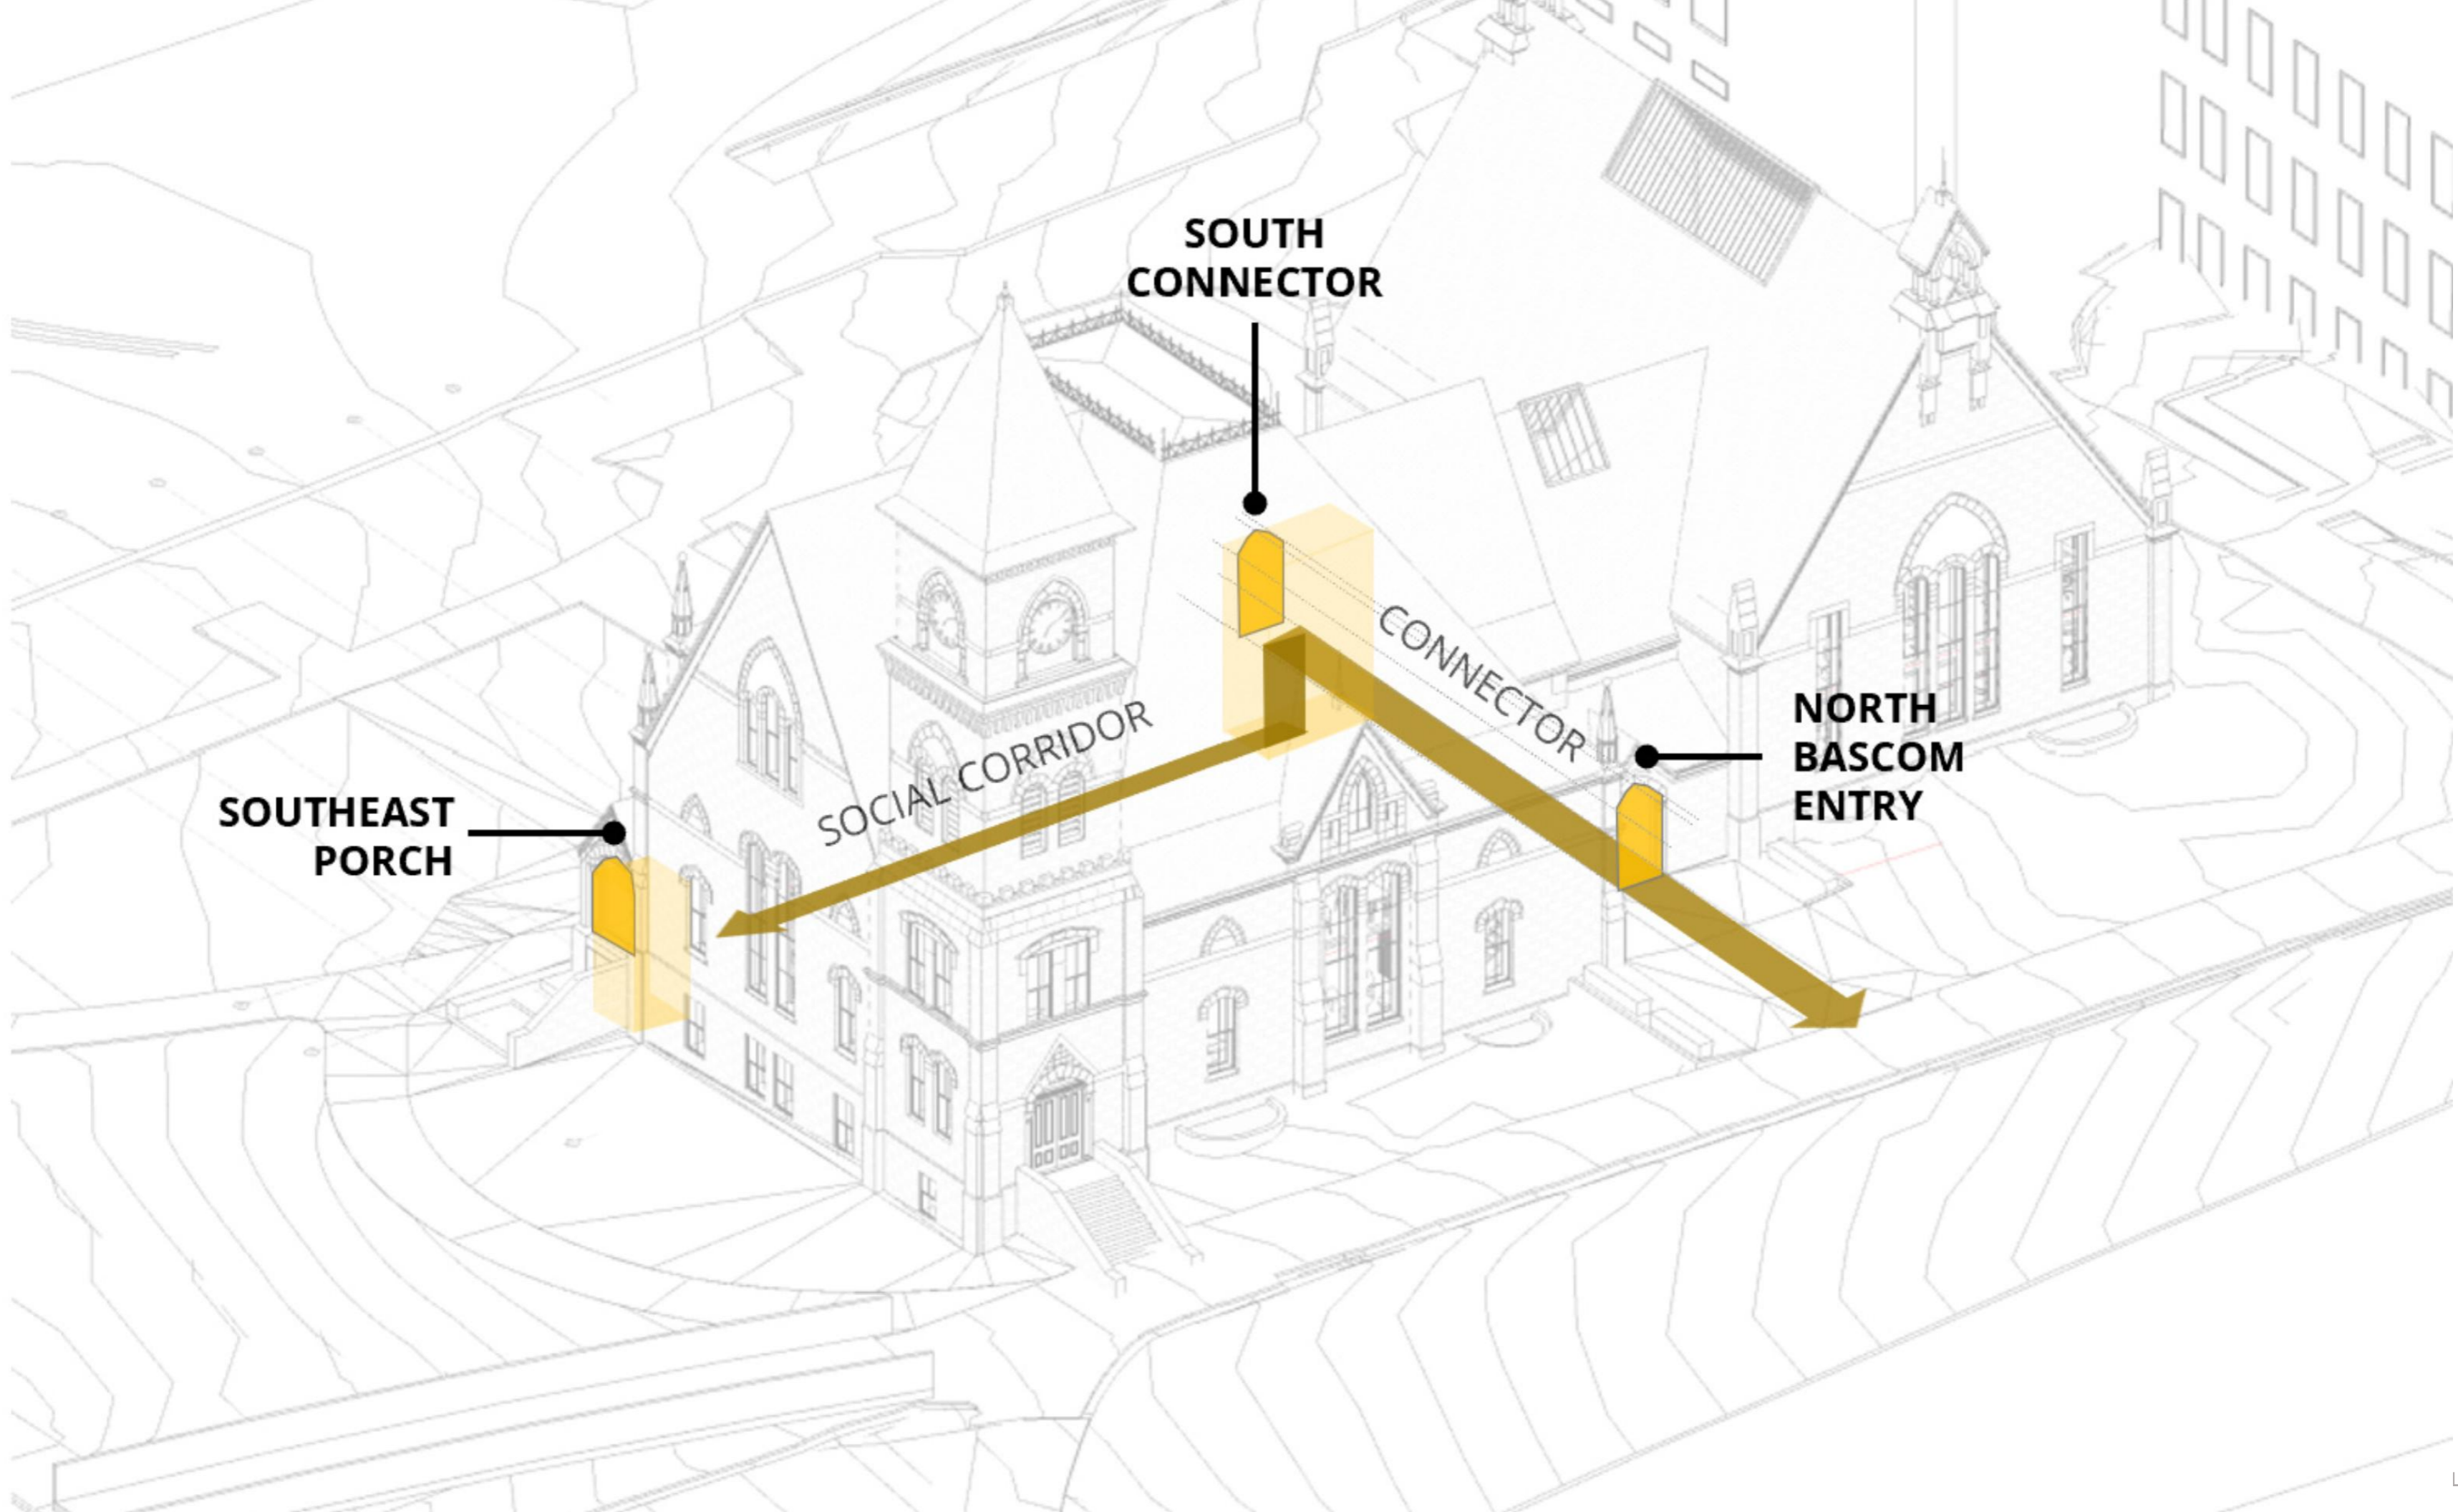 SOUTH
CONNECTOR
CONNECTOR
NORTH
BASCOM
ENTRY
SOCIAL CORRIDOR
SOUTHEAST
PORCH